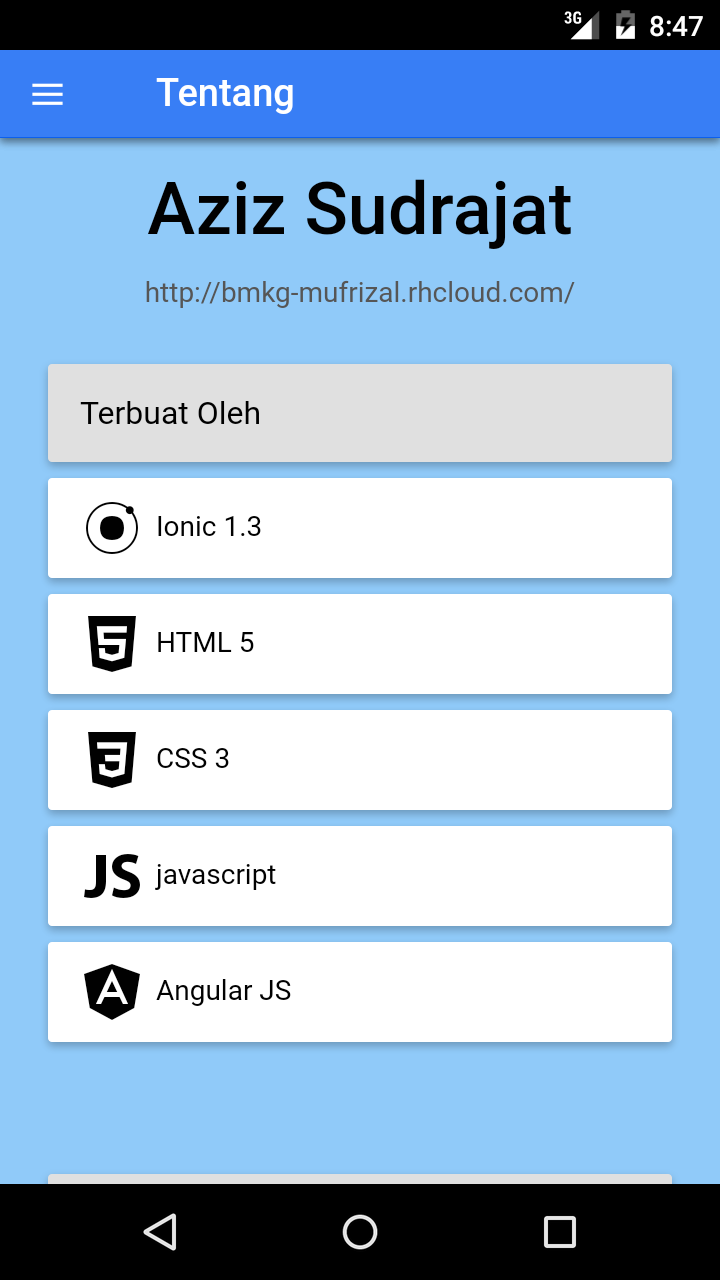 3G 8:47
Tentang
Aziz Sudrajat
http://bmkg-mufrizal.rhcloud.com/
Terbuat Oleh
Ionic 1.3
HTML 5
CSS 3
JS javascript
Angular JS